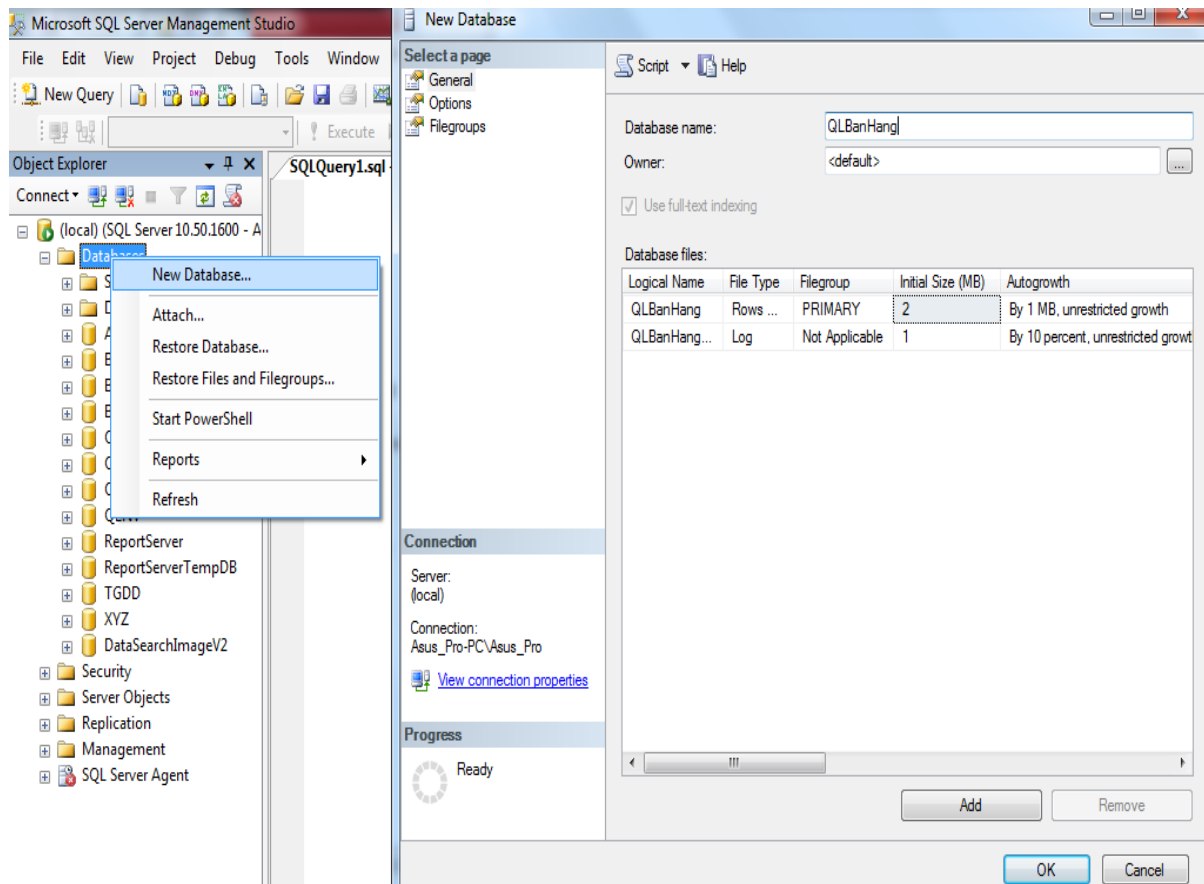 Microsoft SQL Server Management Studio
File Edit View Project Debug Tools Window
New Query
Execute
Object Explorer
Connect
(local) (SQL Server 10.50.1600 - A
Databases
ReportServer
ReportServerTempDB
TGDD
XYZ
DataSearchImageV2
Security
Server Objects
Replication
Management
SQL Server Agent
New Database...
Attach...
Restore Database...
Restore Files and Filegroups...
Start PowerShell
Reports
Refresh
SQLQuery1.sql -
New Database
Select a page
General
Options
Filegroups
Connection
Server:
(local)
Connection:
Asus_Pro-PC\Asus_Pro
View connection properties
Progress
Ready
Script Help
Database name: QLBanHang
Owner: <default> ...
Use full-text indexing
Database files:
Logical Name File Type Filegroup Initial Size (MB) Autogrowth
QLBanHang Rows ... PRIMARY 2 By 1 MB, unrestricted growth
QLBanHang... Log Not Applicable 1 By 10 percent, unrestricted growt
Add Remove
OK Cancel